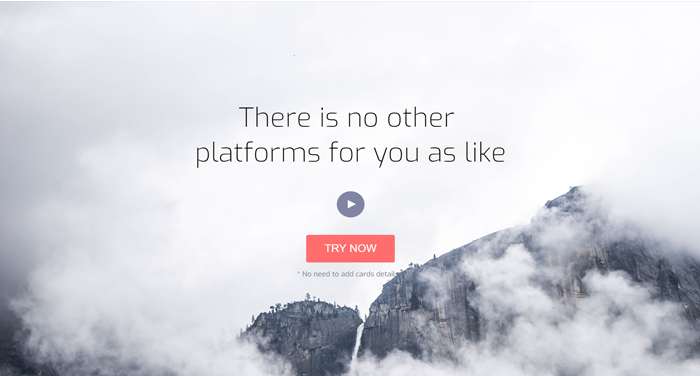 There is no other
platforms for you as like
TRY NOW
* No need to add cards details